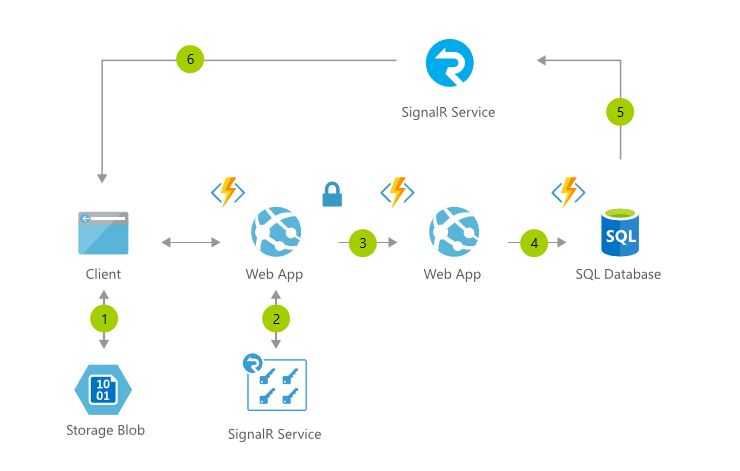 6
SignalR Service
5
Client
Web App
3
Web App
4
SQL
SQL Database
1
2
10
01
Storage Blob
SignalR Service